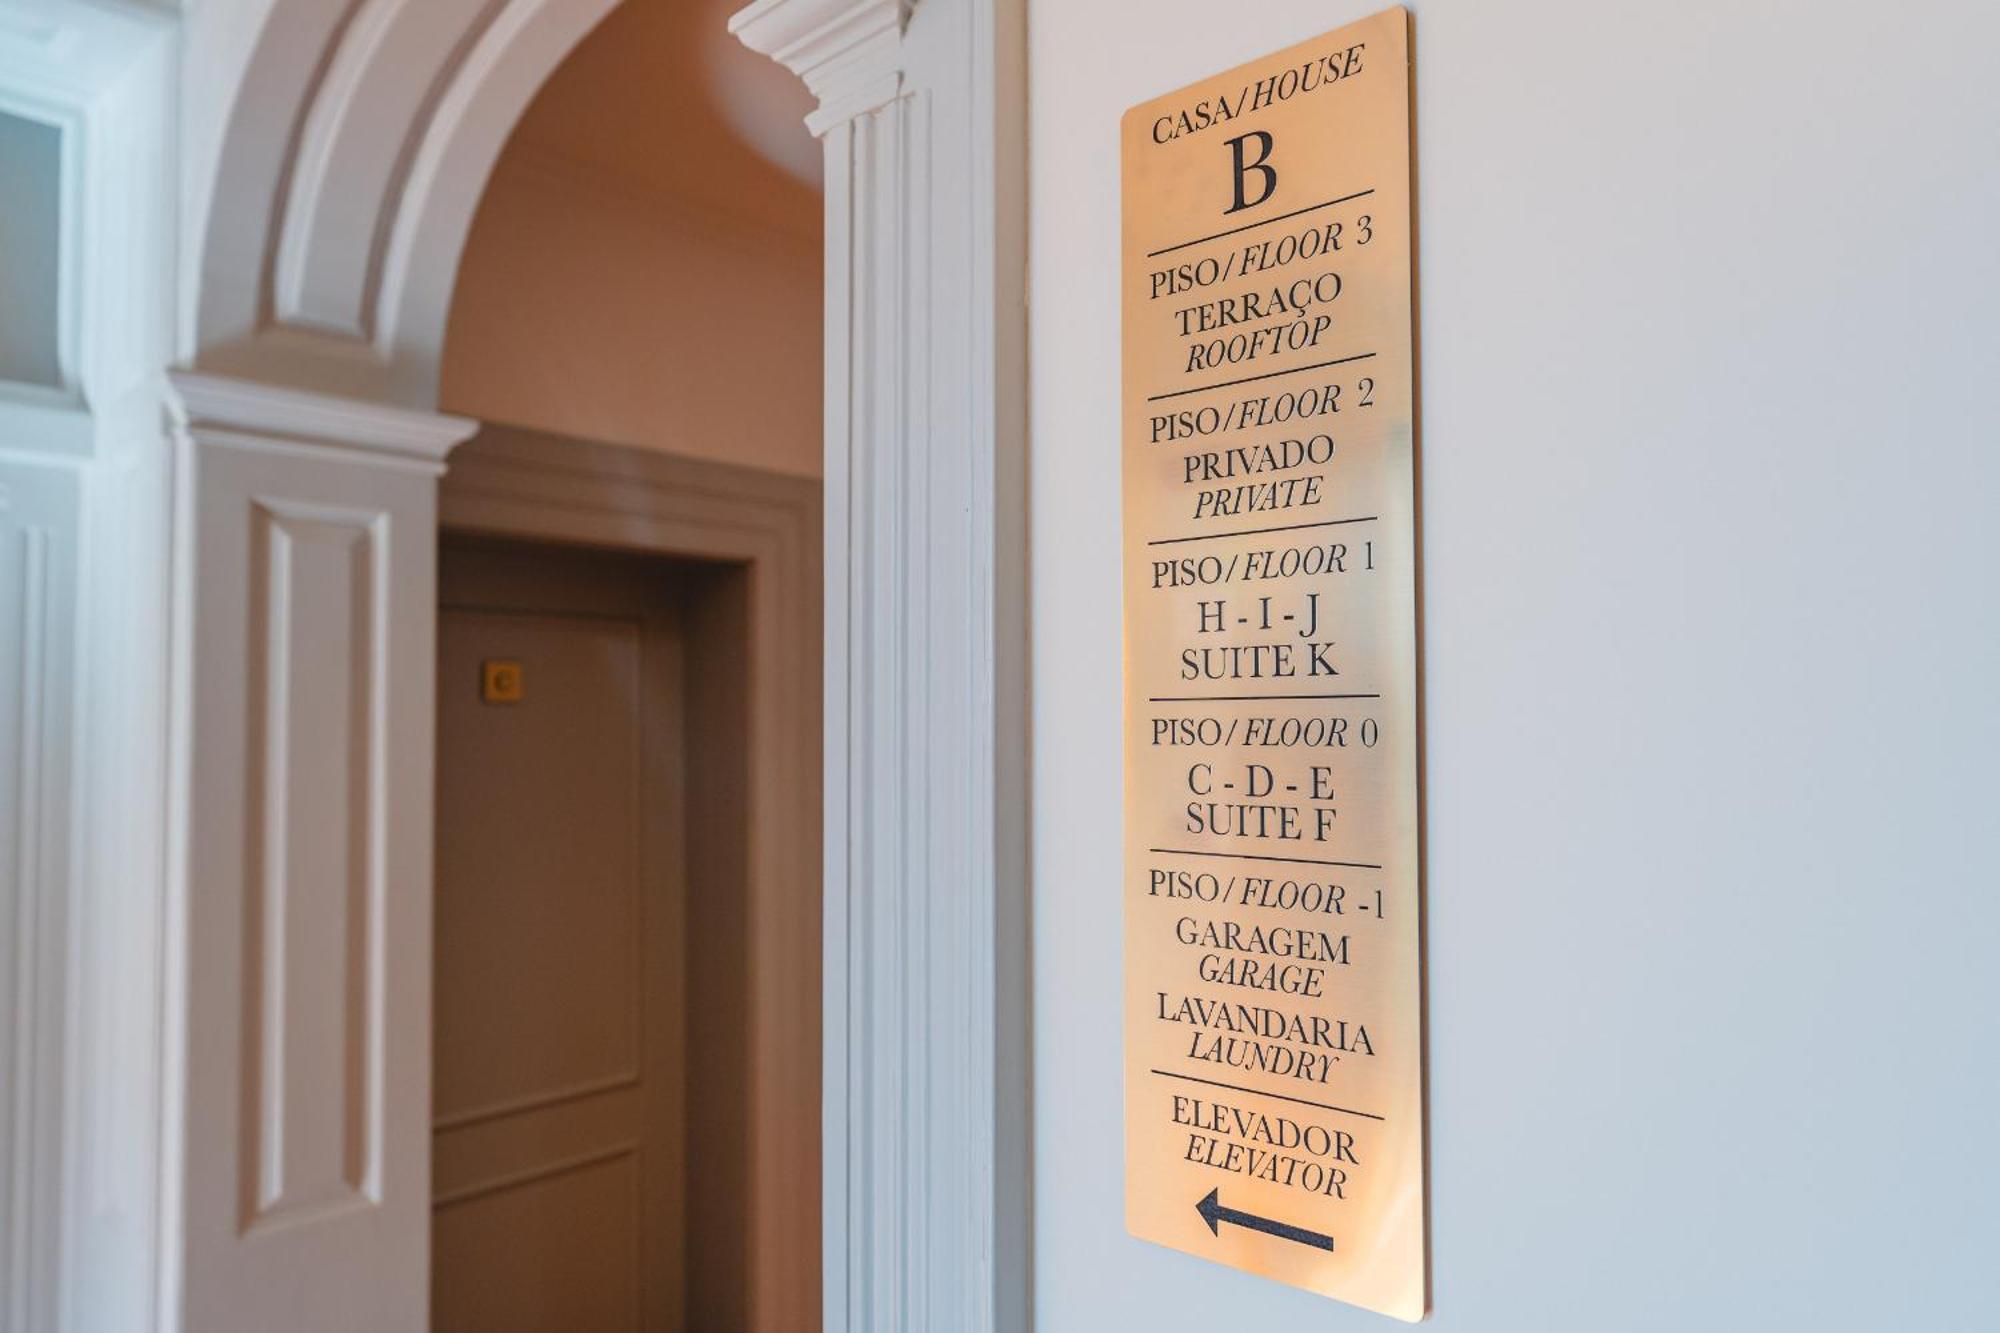 CASA/HOUSE
B
PISO/FLOOR 3
TERRAÇO
ROOFTOP
PISO/FLOOR 2
PRIVADO
PRIVATE
PISO/FLOOR 1
H - I - J
SUITE K
PISO/FLOOR 0
C - D - E
SUITE F
PISO/FLOOR -1
GARAGEM
GARAGE
LAVANDARIA
LAUNDRY
ELEVADOR
ELEVATOR
C